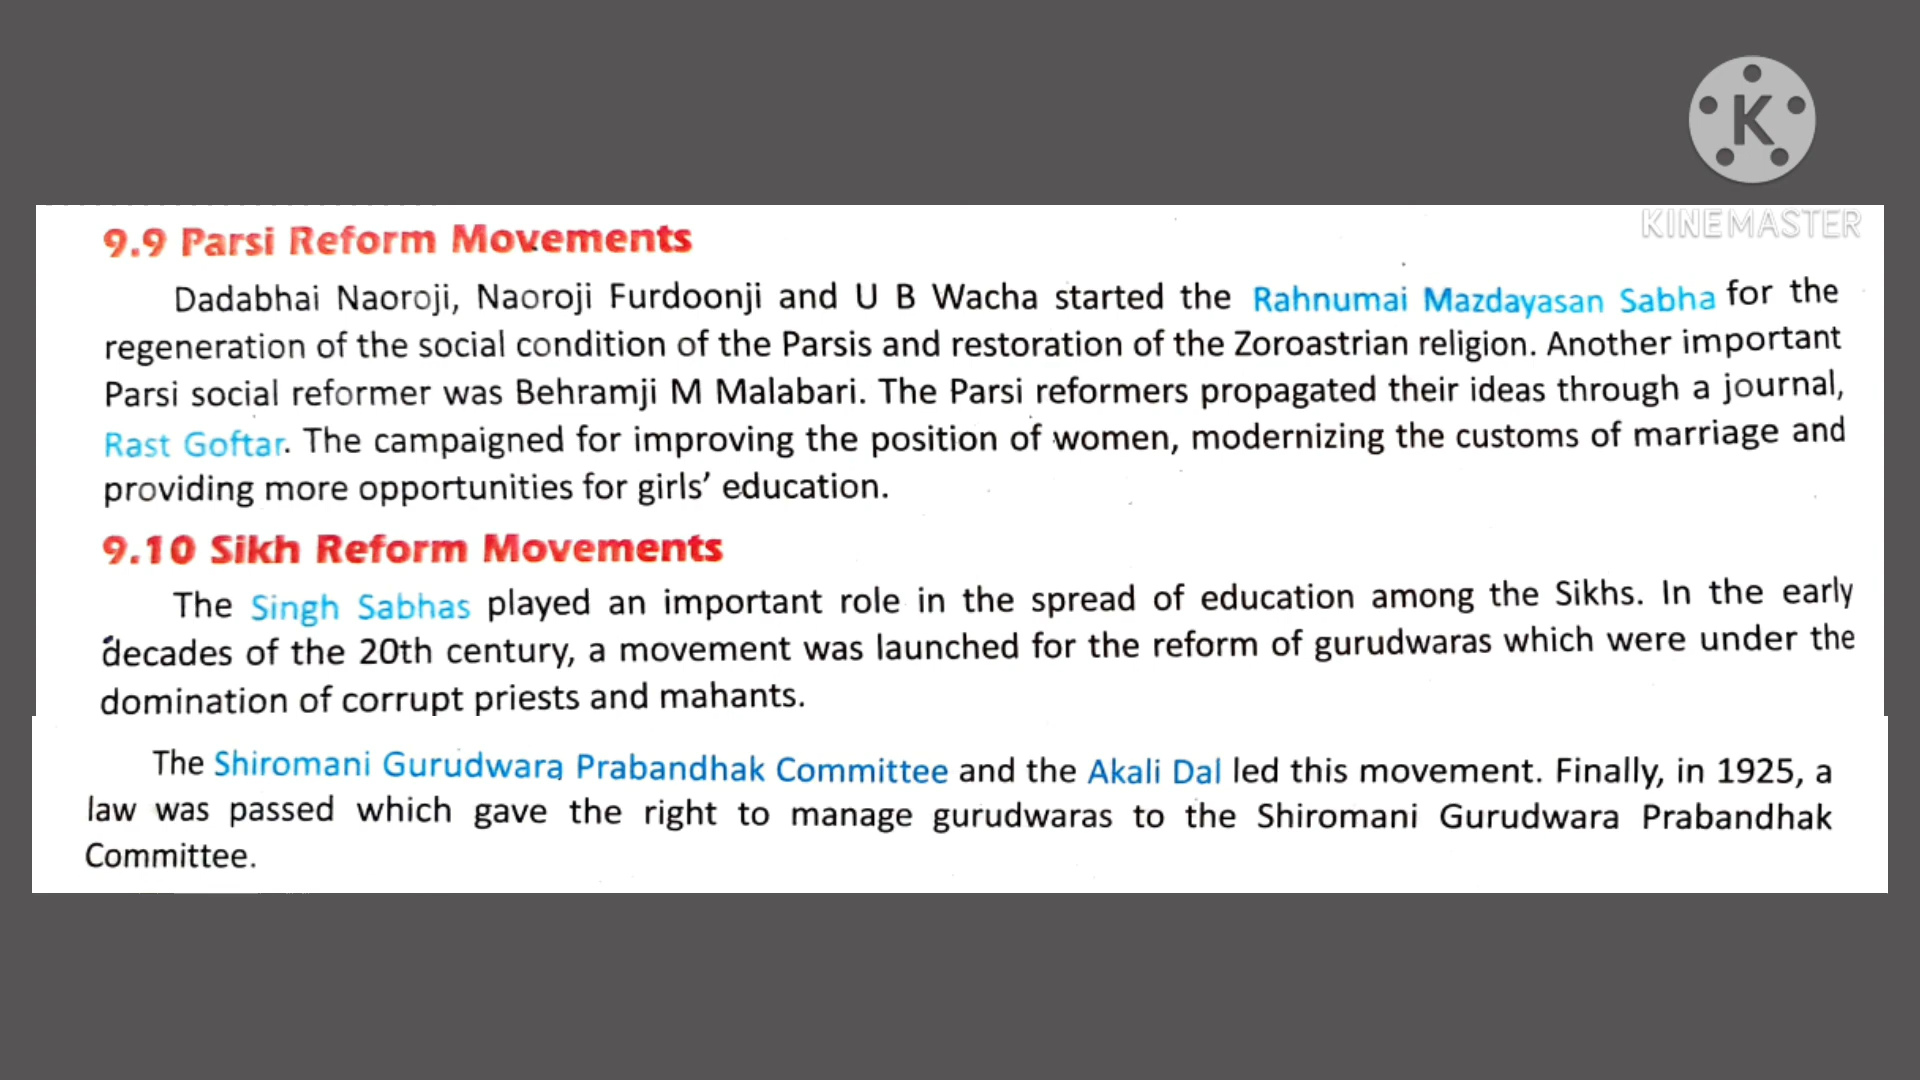 K
KINEMASTER
9.9 Parsi Reform Movements
Dadabhai Naoroji, Naoroji Furdoonji and U B Wacha started the Rahnumai Mazdayasan Sabha for the
regeneration of the social condition of the Parsis and restoration of the Zoroastrian religion. Another important
Parsi social reformer was Behramji M Malabari. The Parsi reformers propagated their ideas through a journal,
Rast Goftar. The campaigned for improving the position of women, modernizing the customs of marriage and
providing more opportunities for girls’ education.
9.10 Sikh Reform Movements
The Singh Sabhas played an important role in the spread of education among the Sikhs. In the early
decades of the 20th century, a movement was launched for the reform of gurudwaras which were under the
domination of corrupt priests and mahants.
The Shiromani Gurudwara Prabandhak Committee and the Akali Dal led this movement. Finally, in 1925, a
law was passed which gave the right to manage gurudwaras to the Shiromani Gurudwara Prabandhak
Committee.